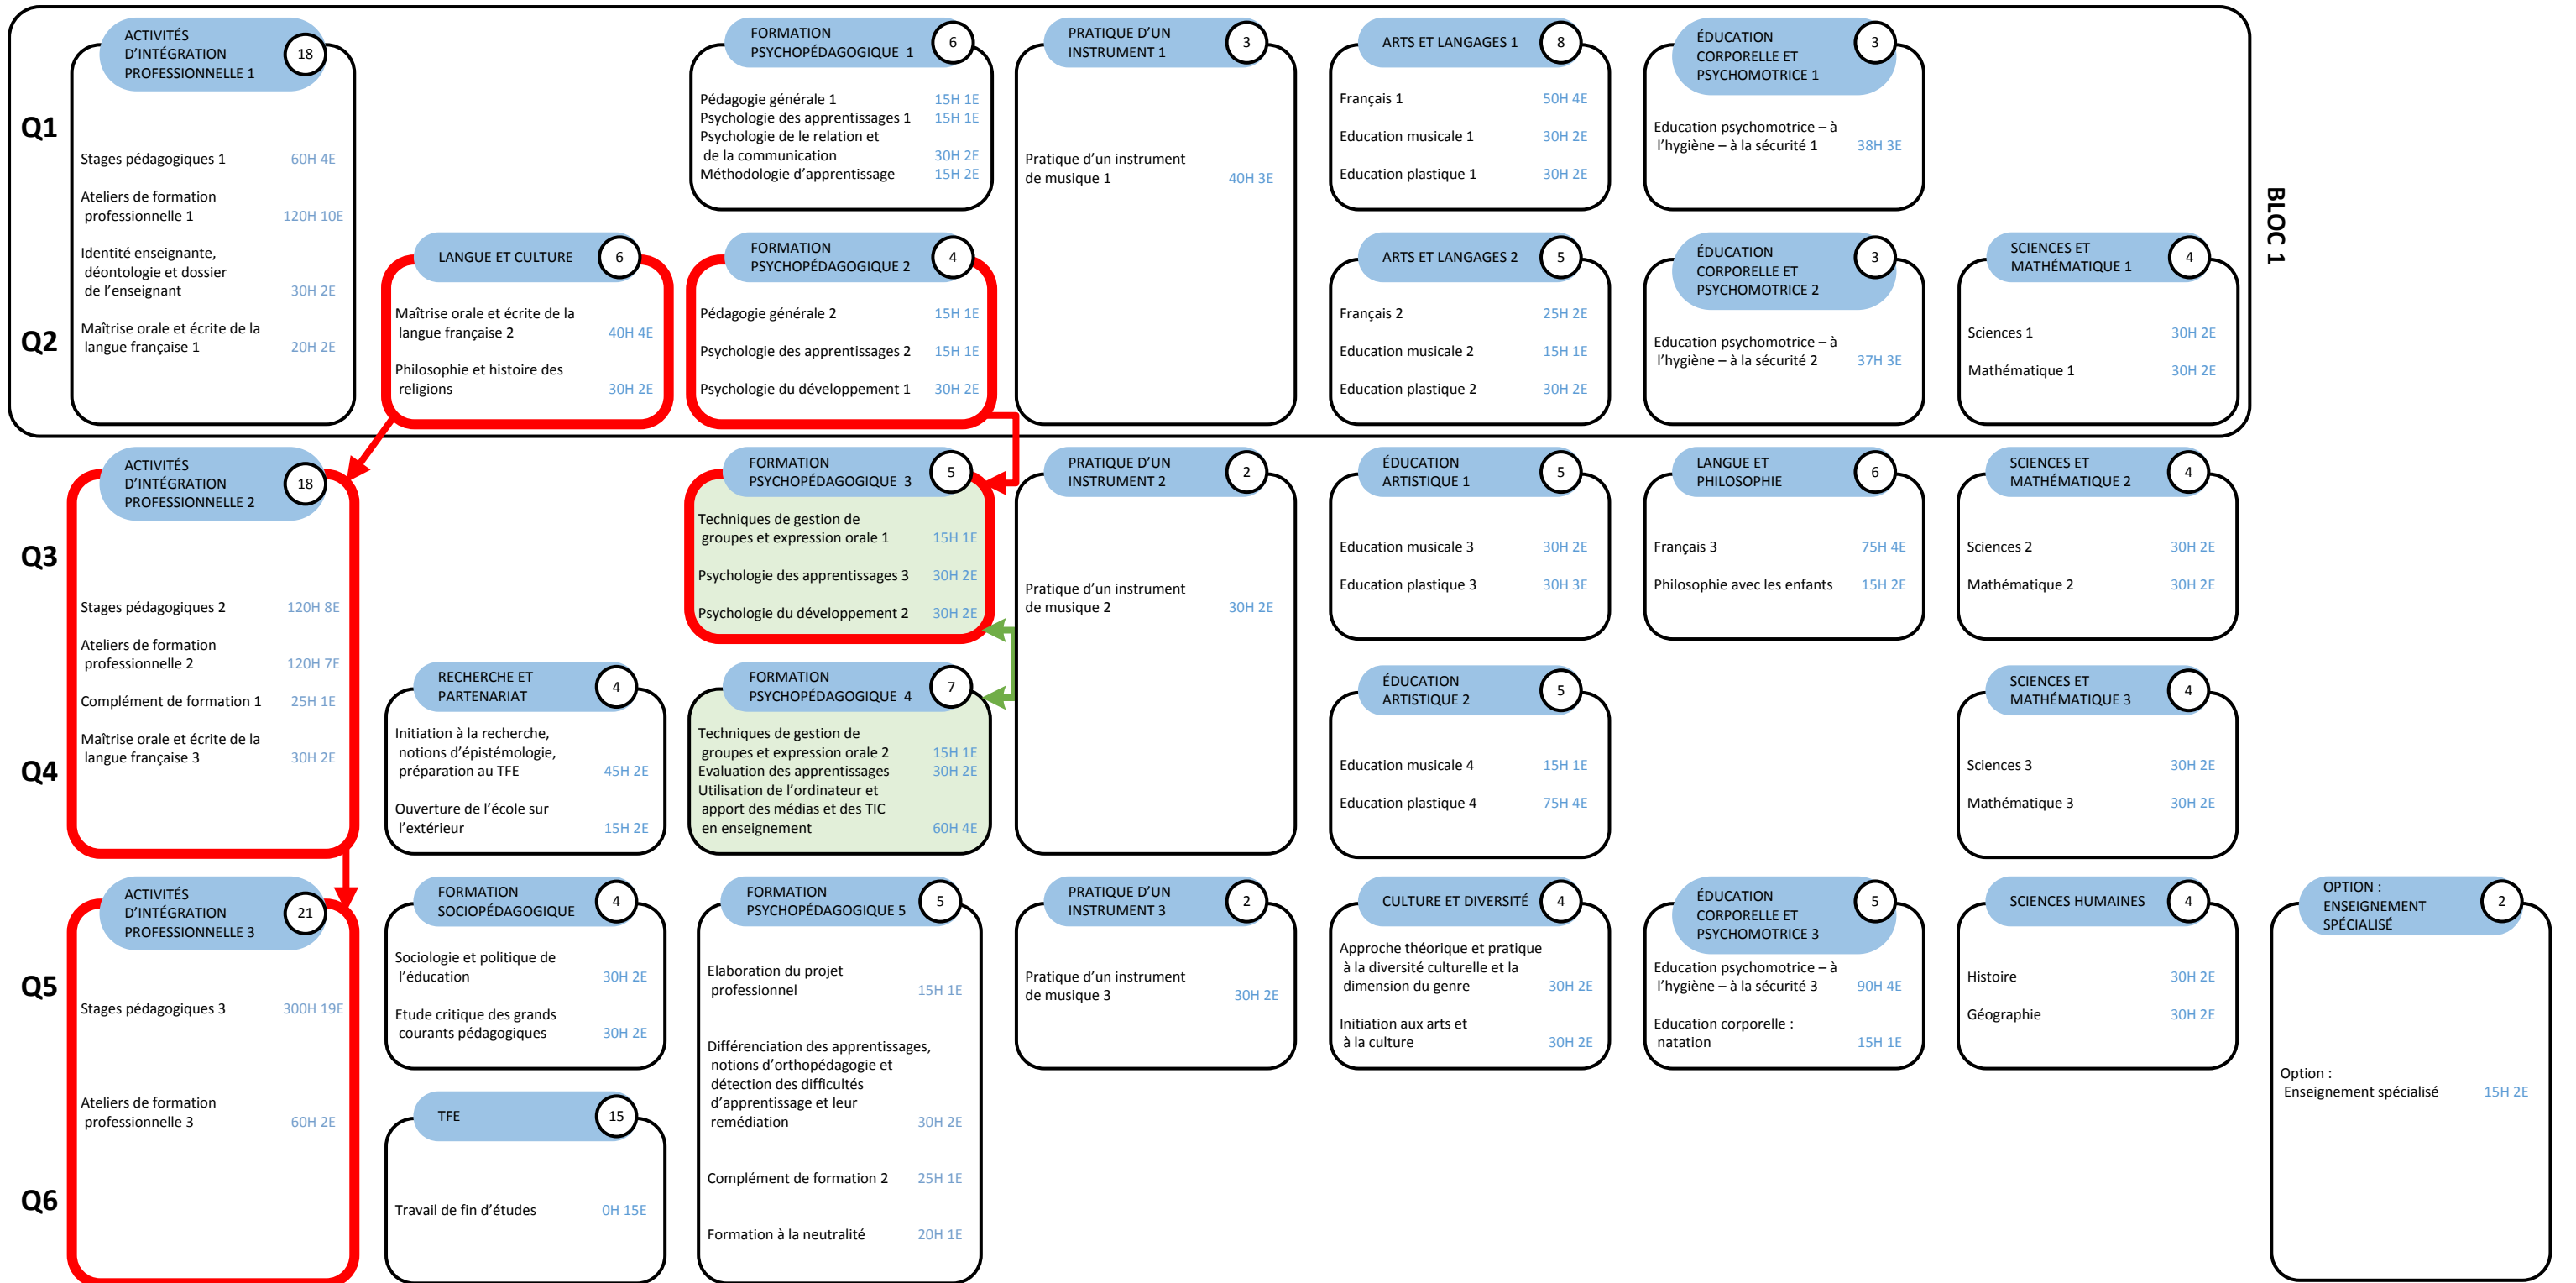 BLOC 1
Q1
ACTIVITÉS
D'INTÉGRATION
PROFESSIONNELLE 1
18
Stages pédagogiques 1 60H 4E
Ateliers de formation
professionnelle 1 120H 10E
Identité enseignante,
déontologie et dossier
de l'enseignant 30H 2E
Maîtrise orale et écrite de la
langue française 1 20H 2E
FORMATION
PSYCHOPÉDAGOGIQUE 1
6
Pédagogie générale 1 15H 1E
Psychologie des apprentissages 1 15H 1E
Psychologie de le relation et
de la communication 30H 2E
Méthodologie d'apprentissage 15H 2E
PRATIQUE D'UN
INSTRUMENT 1
3
Pratique d'un instrument
de musique 1 40H 3E
ARTS ET LANGAGES 1
8
Français 1 50H 4E
Education musicale 1 30H 2E
Education plastique 1 30H 2E
ÉDUCATION
CORPORELLE ET
PSYCHOMOTRICE 1
3
Education psychomotrice – à
l'hygiène – à la sécurité 1 38H 3E
Q2
LANGUE ET CULTURE
6
Maîtrise orale et écrite de la
langue française 2 40H 4E
Philosophie et histoire des
religions 30H 2E
FORMATION
PSYCHOPÉDAGOGIQUE 2
4
Pédagogie générale 2 15H 1E
Psychologie des apprentissages 2 15H 1E
Psychologie du développement 1 30H 2E
ARTS ET LANGAGES 2
5
Français 2 25H 2E
Education musicale 2 15H 1E
Education plastique 2 30H 2E
ÉDUCATION
CORPORELLE ET
PSYCHOMOTRICE 2
3
Education psychomotrice – à
l'hygiène – à la sécurité 2 37H 3E
SCIENCES ET
MATHÉMATIQUE 1
4
Sciences 1 30H 2E
Mathématique 1 30H 2E
Q3
ACTIVITÉS
D'INTÉGRATION
PROFESSIONNELLE 2
18
Stages pédagogiques 2 120H 8E
Ateliers de formation
professionnelle 2 120H 7E
Complément de formation 1 25H 1E
Maîtrise orale et écrite de la
langue française 3 30H 2E
FORMATION
PSYCHOPÉDAGOGIQUE 3
5
Techniques de gestion de
groupes et expression orale 1 15H 1E
Psychologie des apprentissages 3 30H 2E
Psychologie du développement 2 30H 2E
PRATIQUE D'UN
INSTRUMENT 2
2
Pratique d'un instrument
de musique 2 30H 2E
ÉDUCATION
ARTISTIQUE 1
5
Education musicale 3 30H 2E
Education plastique 3 30H 3E
LANGUE ET
PHILOSOPHIE
6
Français 3 75H 4E
Philosophie avec les enfants 15H 2E
SCIENCES ET
MATHÉMATIQUE 2
4
Sciences 2 30H 2E
Mathématique 2 30H 2E
Q4
RECHERCHE ET
PARTENARIAT
4
Initiation à la recherche,
notions d'épistémologie,
préparation au TFE 45H 2E
Ouverture de l'école sur
l'extérieur 15H 2E
FORMATION
PSYCHOPÉDAGOGIQUE 4
7
Techniques de gestion de
groupes et expression orale 2 15H 1E
Evaluation des apprentissages 30H 2E
Utilisation de l'ordinateur et
apport des médias et des TIC
en enseignement 60H 4E
ÉDUCATION
ARTISTIQUE 2
5
Education musicale 4 15H 1E
Education plastique 4 75H 4E
SCIENCES ET
MATHÉMATIQUE 3
4
Sciences 3 30H 2E
Mathématique 3 30H 2E
Q5
ACTIVITÉS
D'INTÉGRATION
PROFESSIONNELLE 3
21
Stages pédagogiques 3 300H 19E
Ateliers de formation
professionnelle 3 60H 2E
FORMATION
SOCIOPÉDAGOGIQUE
4
Sociologie et politique de
l'éducation 30H 2E
Etude critique des grands
courants pédagogiques 30H 2E
FORMATION
PSYCHOPÉDAGOGIQUE 5
5
Elaboration du projet
professionnel 15H 1E
Différenciation des apprentissages,
notions d'orthopédagogie et
détection des difficultés
d'apprentissage et leur
remédiation 30H 2E
Complément de formation 2 25H 1E
Formation à la neutralité 20H 1E
PRATIQUE D'UN
INSTRUMENT 3
2
Pratique d'un instrument
de musique 3 30H 2E
CULTURE ET DIVERSITÉ
4
Approche théorique et pratique
à la diversité culturelle et la
dimension du genre 30H 2E
Initiation aux arts et
à la culture 30H 2E
ÉDUCATION
CORPORELLE ET
PSYCHOMOTRICE 3
5
Education psychomotrice – à
l'hygiène – à la sécurité 3 90H 4E
Education corporelle :
natation 15H 1E
SCIENCES HUMAINES
4
Histoire 30H 2E
Géographie 30H 2E
OPTION :
ENSEIGNEMENT
SPÉCIALISÉ
2
Option :
Enseignement spécialisé 15H 2E
Q6
TFE
15
Travail de fin d'études 0H 15E